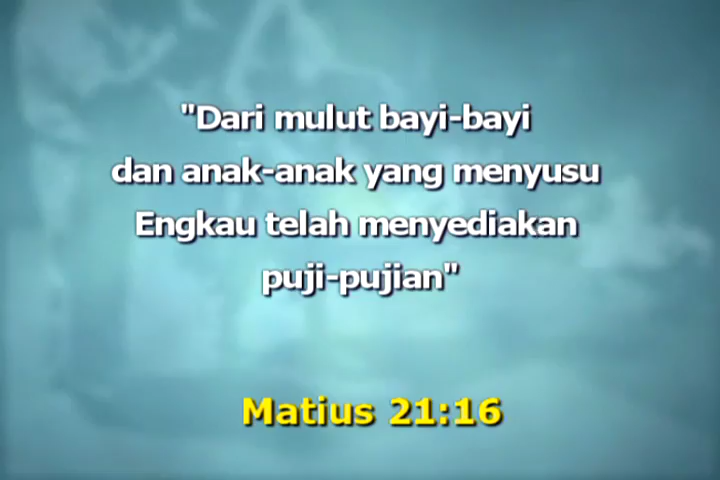 "Dari mulut bayi-bayi
dan anak-anak yang menyusu
Engkau telah menyediakan
puji-pujian"
Matius 21:16